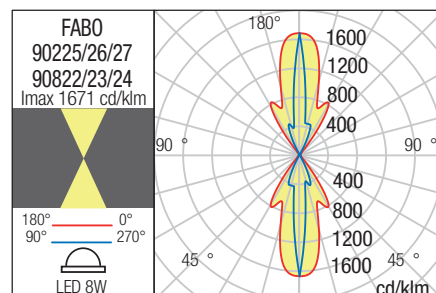 FABO
90225/26/27
90822/23/24
Imax 1671 cd/klm
180° 0°
90° 270°
LED 8W
180°
1600
1200
800
400
90 ° 90 °
400
800
1200
1600
45 ° 45 °
cd/klm